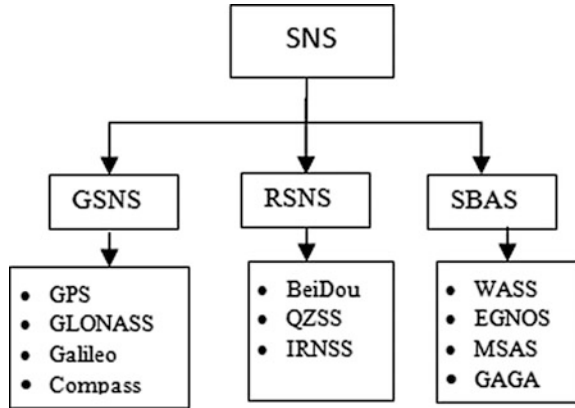 SNS
GSNS
RSNS
SBAS
• GPS
• GLONASS
• Galileo
• Compass
• BeiDou
• QZSS
• IRNSS
• WASS
• EGNOS
• MSAS
• GAGA